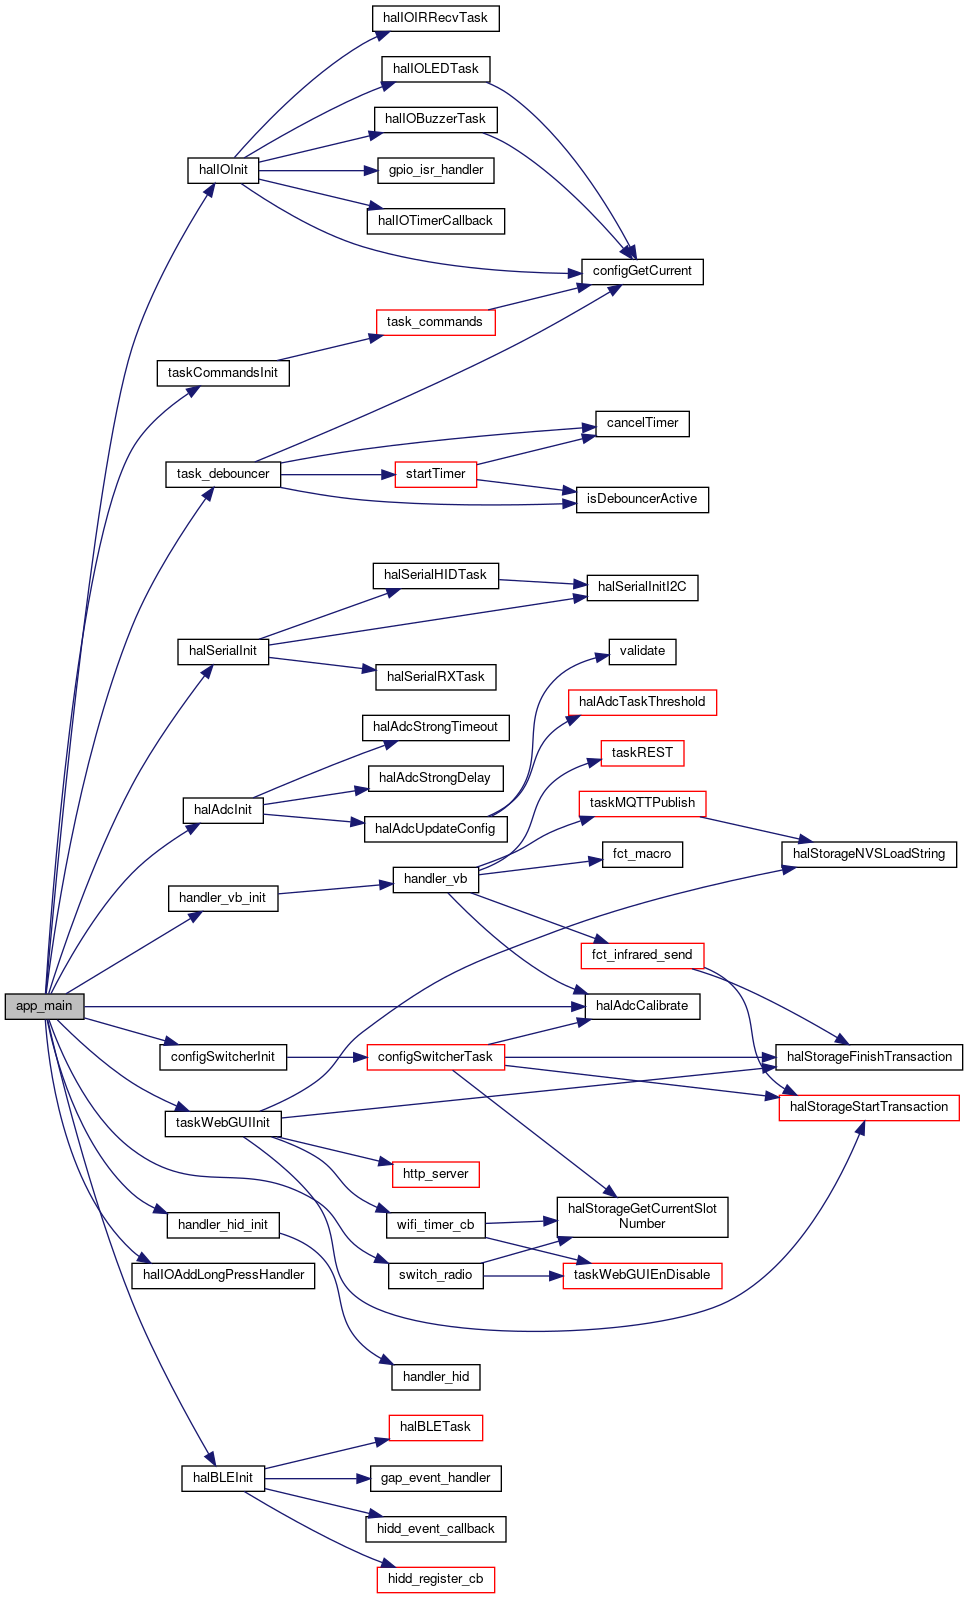 halIOIRRecvTask
halIOLEDTask
halIOBuzzerTask
halIOInit
gpio_isr_handler
halIOTimerCallback
configGetCurrent
task_commands
taskCommandsInit
cancelTimer
task_debouncer
startTimer
isDebouncerActive
halSerialHIDTask
halSerialInitI2C
halSerialInit
validate
halSerialRXTask
halAdcTaskThreshold
halAdcStrongTimeout
taskREST
halAdcStrongDelay
taskMQTTPublish
halAdcInit
halAdcUpdateConfig
fct_macro
halStorageNVSLoadString
handler_vb
handler_vb_init
fct_infrared_send
app_main
halAdcCalibrate
configSwitcherInit
configSwitcherTask
halStorageFinishTransaction
halStorageStartTransaction
taskWebGUIInit
http_server
halStorageGetCurrentSlot
Number
handler_hid_init
wifi_timer_cb
halIOAddLongPressHandler
switch_radio
taskWebGUIEnDisable
handler_hid
halBLETask
halBLEInit
gap_event_handler
hidd_event_callback
hidd_register_cb